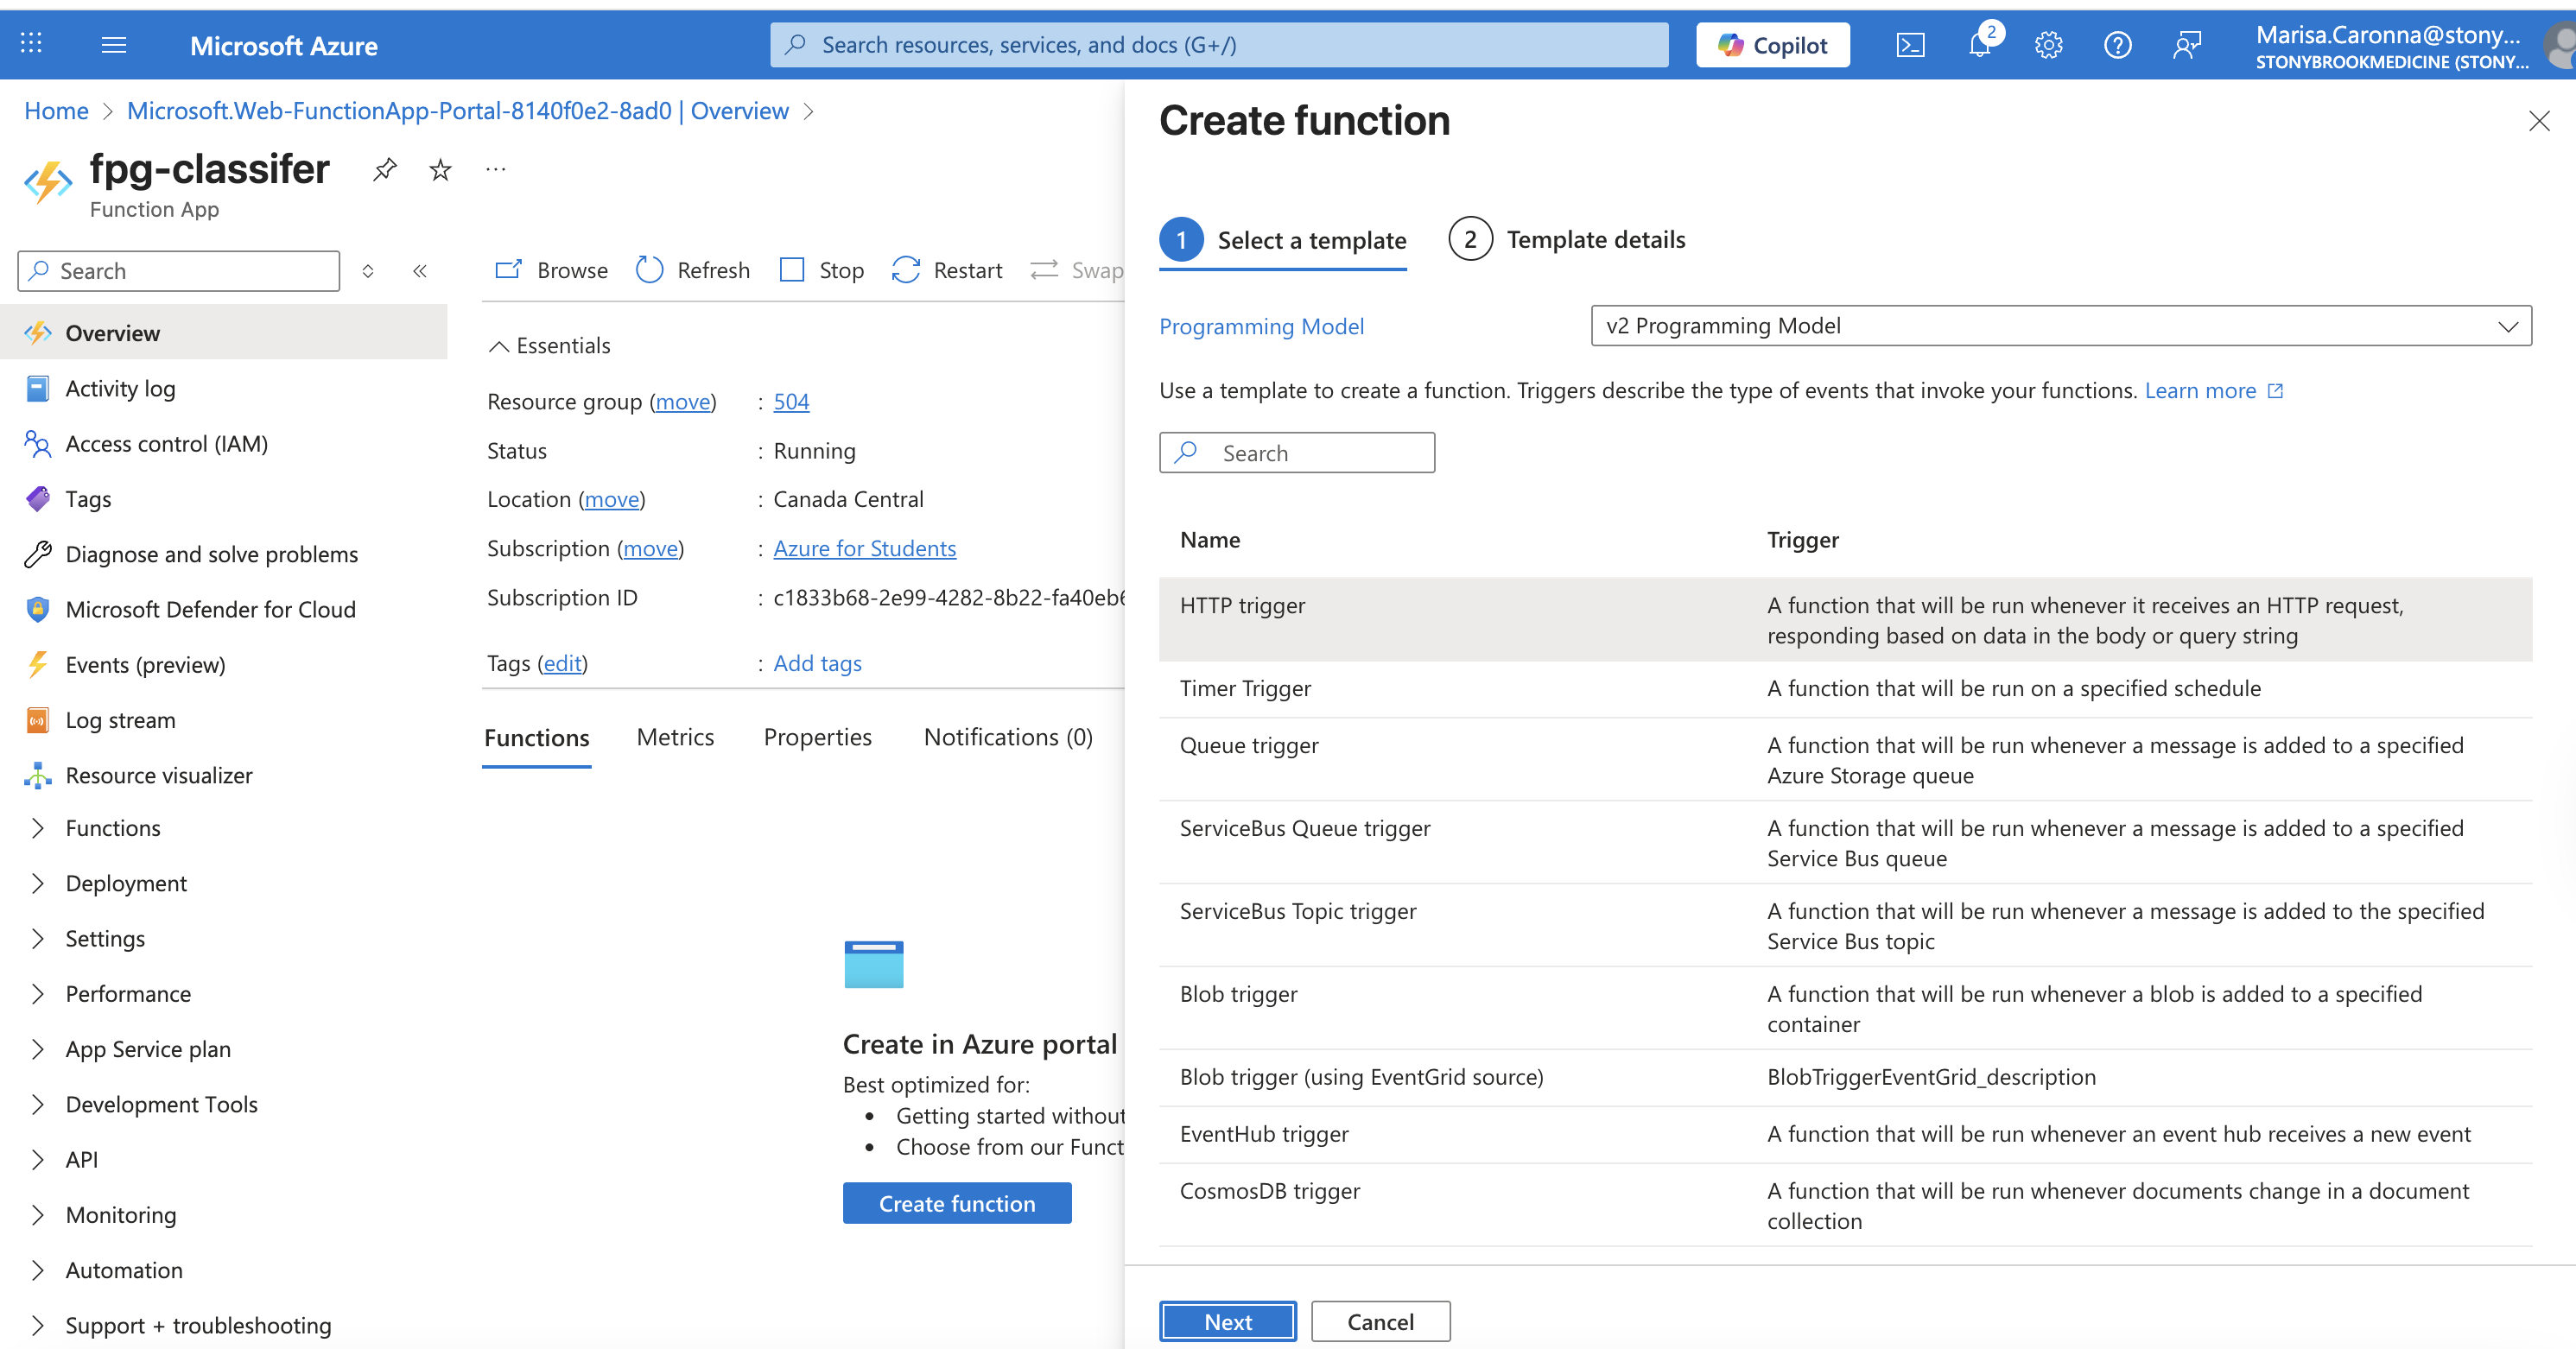 Microsoft Azure
Search resources, services, and docs (G+/)
Copilot
2
Marisa.Caronna@stony...
STONYBROOKMEDICINE (STONY...
Home
Microsoft.Web-FunctionApp-Portal-8140f0e2-8ad0 | Overview
fpg-classifer
...
Function App
Search
Overview
Activity log
Access control (IAM)
Tags
Diagnose and solve problems
Microsoft Defender for Cloud
Events (preview)
Log stream
Resource visualizer
Functions
Deployment
Settings
Performance
App Service plan
Development Tools
API
Monitoring
Automation
Support + troubleshooting
Browse Refresh Stop Restart Swap
Essentials
Resource group (move) : 504
Status : Running
Location (move) : Canada Central
Subscription (move) : Azure for Students
Subscription ID : c1833b68-2e99-4282-8b22-fa40eb
Tags (edit) : Add tags
Functions Metrics Properties Notifications (0)
Create in Azure portal
Best optimized for:
• Getting started without
• Choose from our Funct
Create function
Create function
1 Select a template 2 Template details
Programming Model v2 Programming Model
Use a template to create a function. Triggers describe the type of events that invoke your functions. Learn more
Search
Name Trigger
HTTP trigger A function that will be run whenever it receives an HTTP request,
responding based on data in the body or query string
Timer Trigger A function that will be run on a specified schedule
Queue trigger A function that will be run whenever a message is added to a specified
Azure Storage queue
ServiceBus Queue trigger A function that will be run whenever a message is added to a specified
Service Bus queue
ServiceBus Topic trigger A function that will be run whenever a message is added to the specified
Service Bus topic
Blob trigger A function that will be run whenever a blob is added to a specified
container
Blob trigger (using EventGrid source) BlobTriggerEventGrid_description
EventHub trigger A function that will be run whenever an event hub receives a new event
CosmosDB trigger A function that will be run whenever documents change in a document
collection
Next Cancel